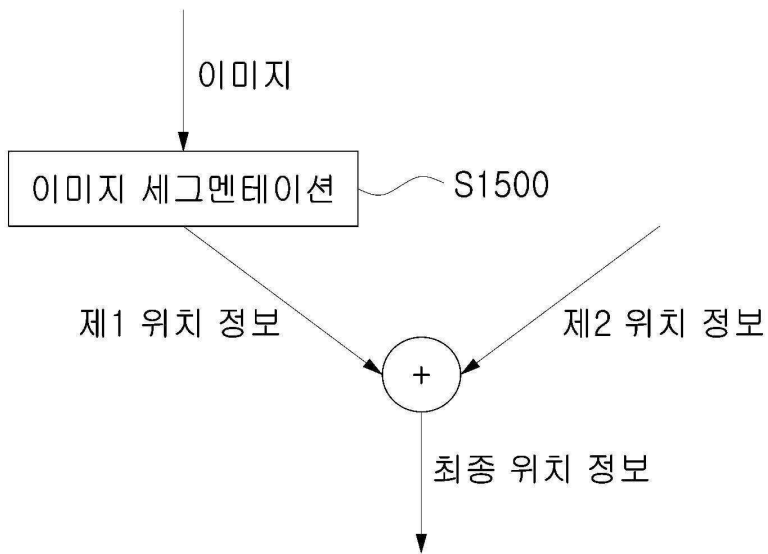 이미지
이미지 세그멘테이션
S1500
제1 위치 정보
제2 위치 정보
+
최종 위치 정보